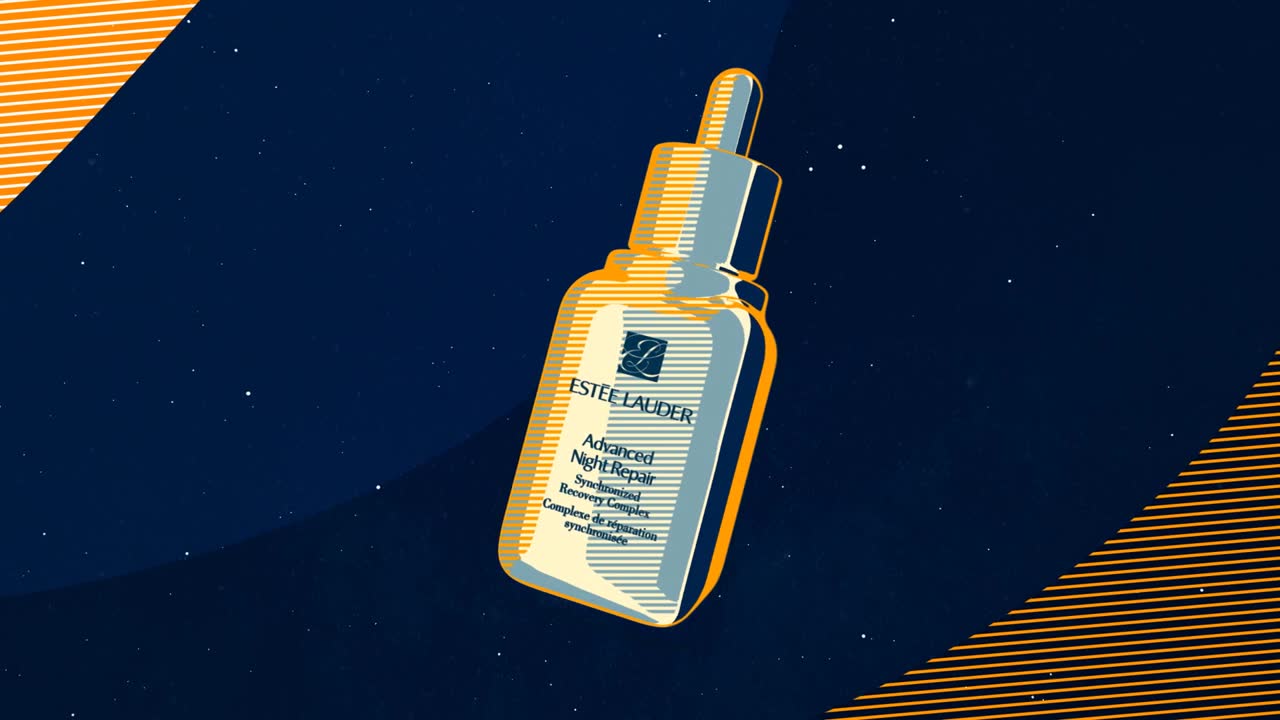 ESTĒE LAUDER
Advanced
Night Repair
Synchronized
Recovery Complex
Complexe de réparation
synchronisée